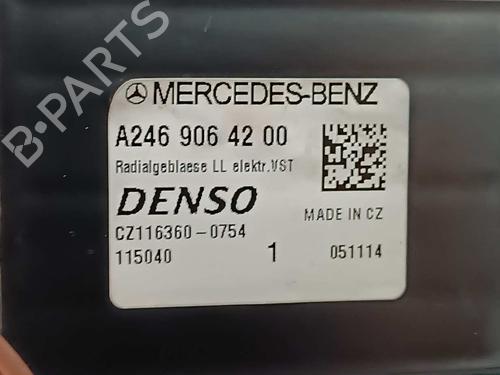 MERCEDES-BENZ
A246 906 42 00
Radialgeblaese LL elektr.VST
DENSO
MADE IN CZ
CZ116360-0754
115040 1 051114
B-PARTS